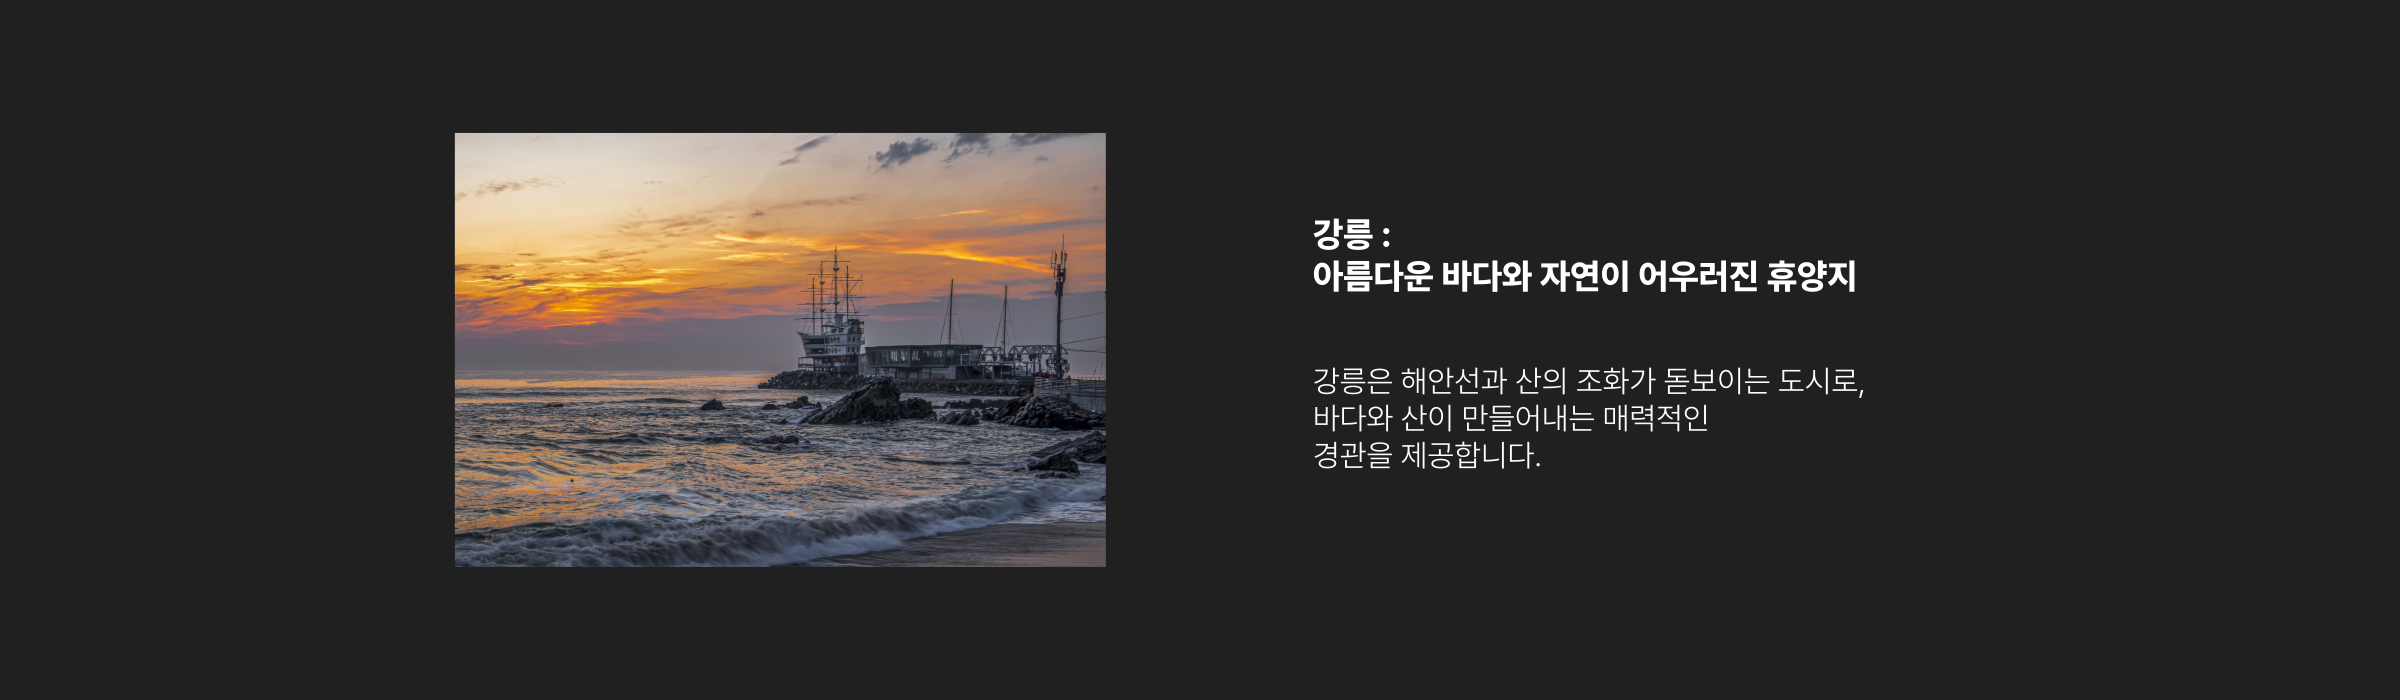 강릉 :
아름다운 바다와 자연이 어우러진 휴양지
강릉은 해안선과 산의 조화가 돋보이는 도시로,
바다와 산이 만들어내는 매력적인
경관을 제공합니다.